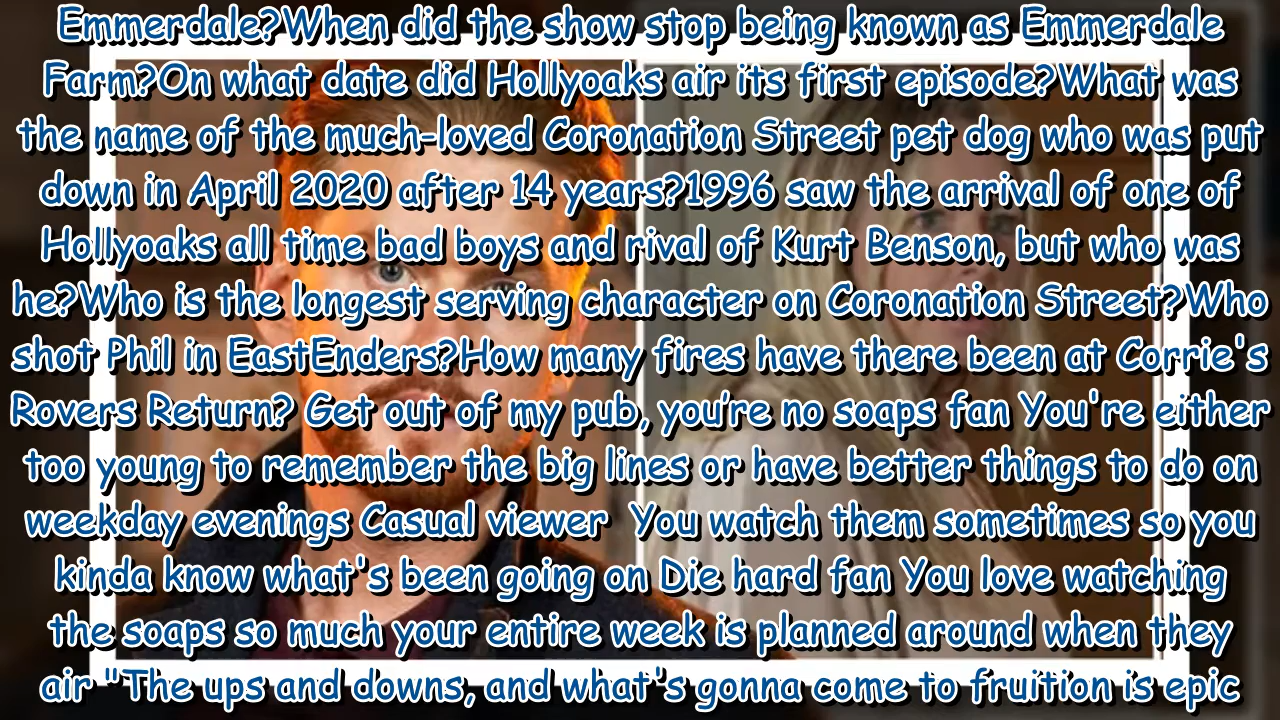 Emmerdale?When did the show stop being known as Emmerdale
Farm?On what date did Hollyoaks air its first episode?What was
the name of the much-loved Coronation Street pet dog who was put
down in April 2020 after 14 years?1996 saw the arrival of one of
Hollyoaks all time bad boys and rival of Kurt Benson, but who was
he?Who is the longest serving character on Coronation Street?Who
shot Phil in EastEnders?How many fires have there been at Corrie's
Rovers Return? Get out of my pub, you’re no soaps fan You're either
too young to remember the big lines or have better things to do on
weekday evenings Casual viewer  You watch them sometimes so you
kinda know what's been going on Die hard fan You love watching
the soaps so much your entire week is planned around when they
air "The ups and downs, and what's gonna come to fruition is epic